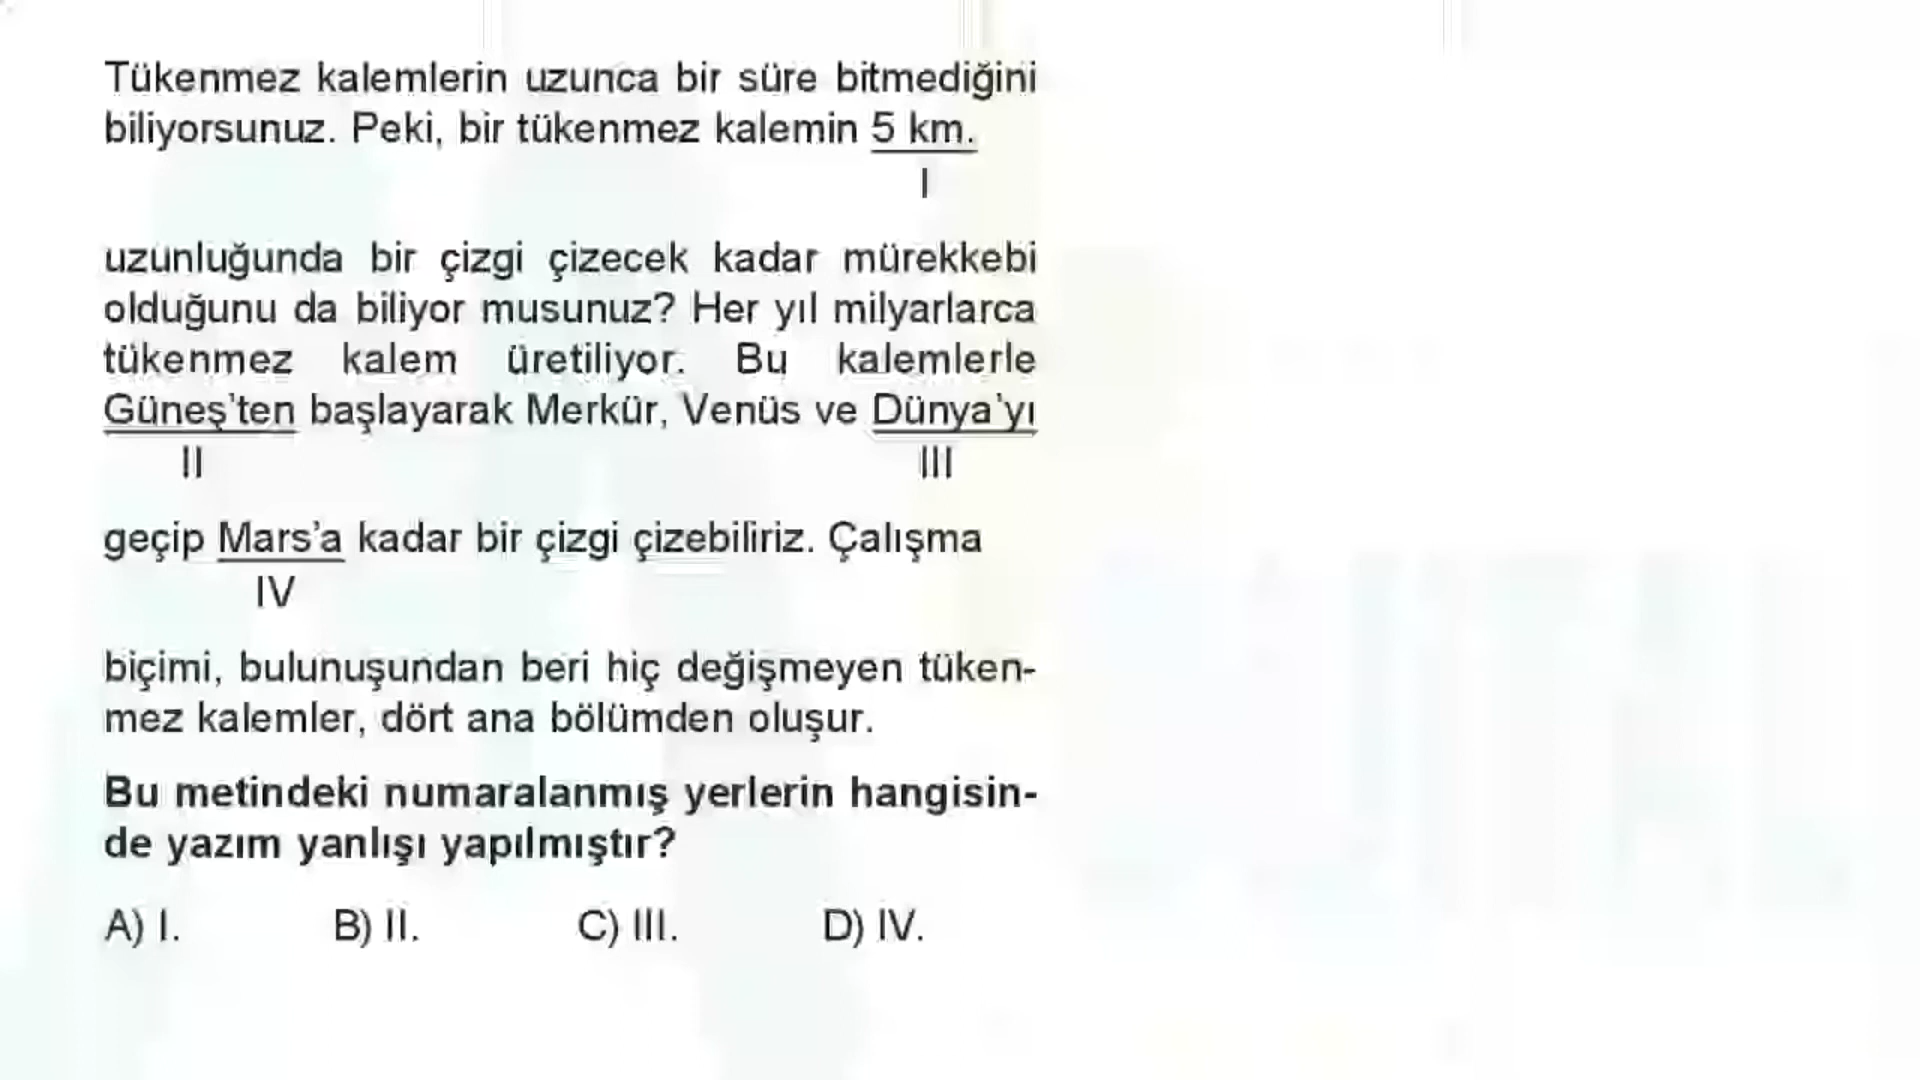 Tükenmez kalemlerin uzunca bir süre bitmediğini
biliyorsunuz. Peki, bir tükenmez kalemin 5 km.
I
uzunluğunda bir çizgi çizecek kadar mürekkebi
olduğunu da biliyor musunuz? Her yıl milyarlarca
tükenmez kalem üretiliyor. Bu kalemlerle
Güneş'ten başlayarak Merkür, Venüs ve Dünya'yı
II III
geçip Mars'a kadar bir çizgi çizebiliriz. Çalışma
IV
biçimi, bulunuşundan beri hiç değişmeyen tüken-
mez kalemler, dört ana bölümden oluşur.
Bu metindeki numaralanmış yerlerin hangisin-
de yazım yanlışı yapılmıştır?
A) I. B) II. C) III. D) IV.